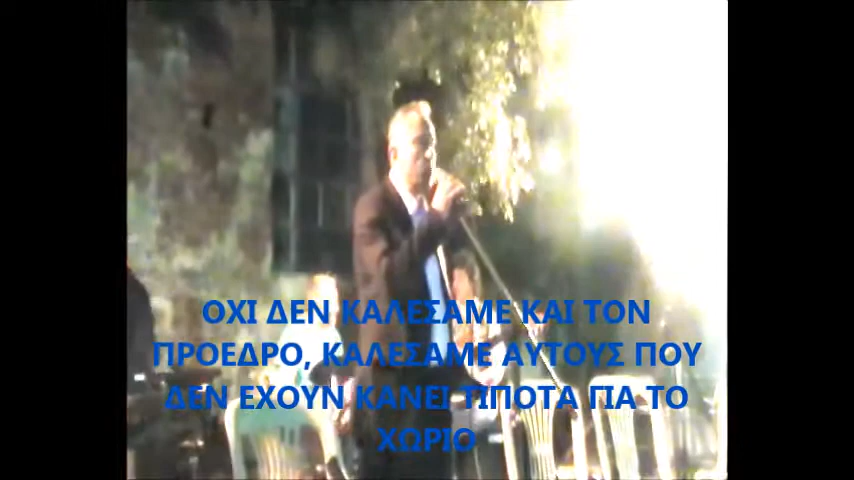 ΟΧΙ ΔΕΝ ΚΑΛΕΣΑΜΕ ΚΑΙ ΤΟΝ
ΠΡΟΕΔΡΟ, ΚΑΛΕΣΑΜΕ ΑΥΤΟΥΣ ΠΟΥ
ΔΕΝ ΕΧΟΥΝ ΚΑΝΕΙ ΤΙΠΟΤΑ ΓΙΑ ΤΟ
ΧΩΡΙΟ